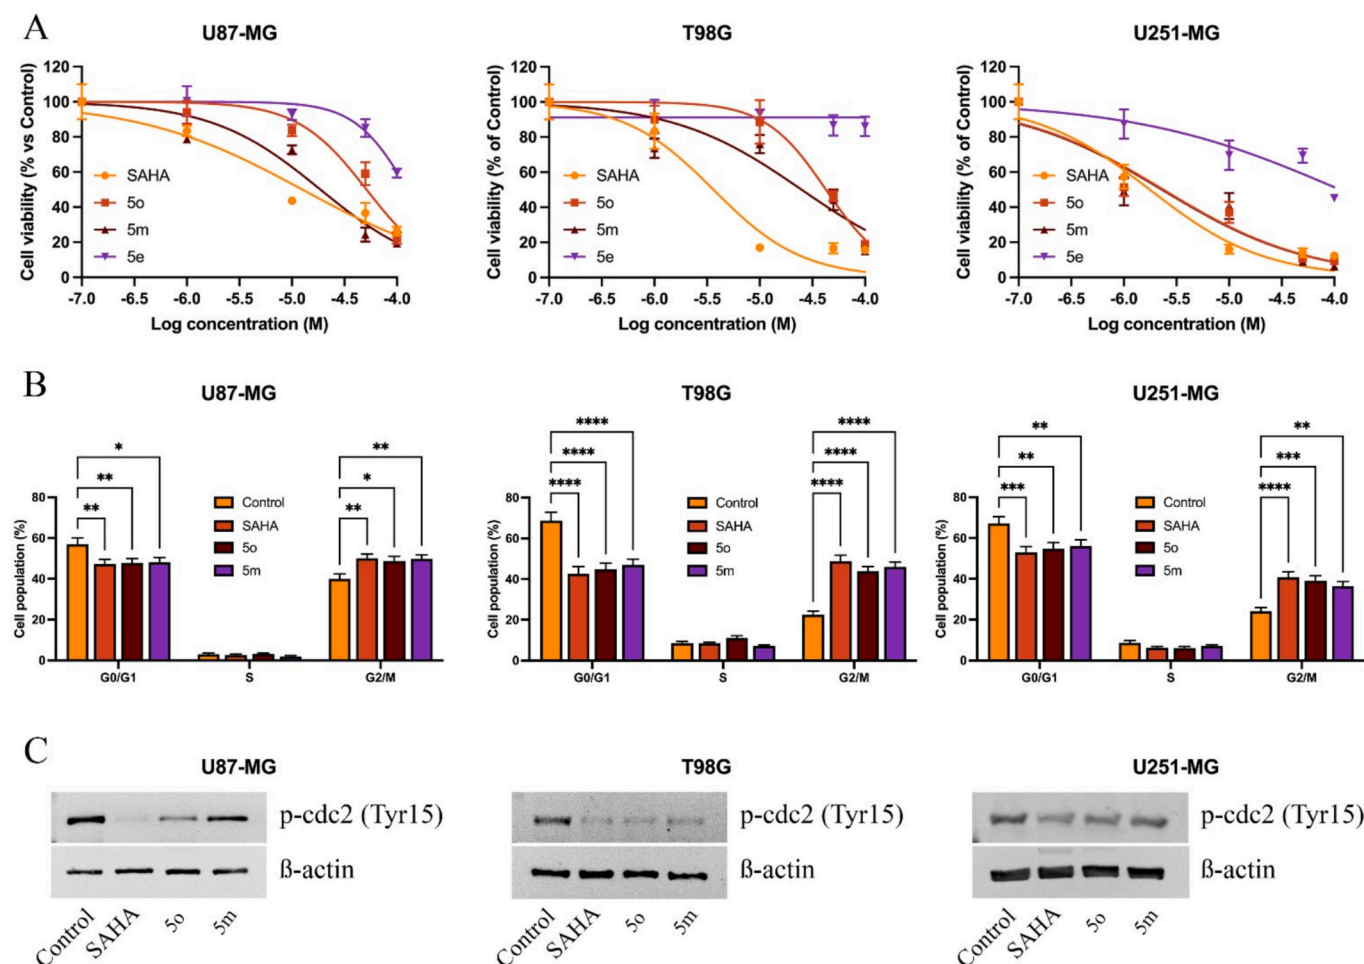 A
U87-MG
T98G
U251-MG
Cell viability (% vs Control)
100
80
60
40
20
0
SAHA
5o
5m
5e
-7.0 -6.5 -6.0 -5.5 -5.0 -4.5 -4.0
Log concentration (M)
Cell viability (% of Control)
120
100
80
60
40
20
0
SAHA
5o
5m
5e
-7.0 -6.5 -6.0 -5.5 -5.0 -4.5 -4.0
Log concentration (M)
Cell viability (% of Control)
120
100
80
60
40
20
0
SAHA
5o
5m
5e
-7.0 -6.5 -6.0 -5.5 -5.0 -4.5 -4.0
Log concentration (M)
B
U87-MG
T98G
U251-MG
*
**
**
**
*
**
Cell population (%)
80
60
40
20
0
Control
SAHA
5o
5m
G0/G1 S G2/M
****
****
****
****
****
****
Cell population (%)
80
60
40
20
0
Control
SAHA
5o
5m
G0/G1 S G2/M
**
**
***
**
***
****
Cell population (%)
80
60
40
20
0
Control
SAHA
5o
5m
G0/G1 S G2/M
C
U87-MG
T98G
U251-MG
p-cdc2 (Tyr15)
ß-actin
Control SAHA 5o 5m
p-cdc2 (Tyr15)
ß-actin
Control SAHA 5o 5m
p-cdc2 (Tyr15)
ß-actin
Control SAHA 5o 5m